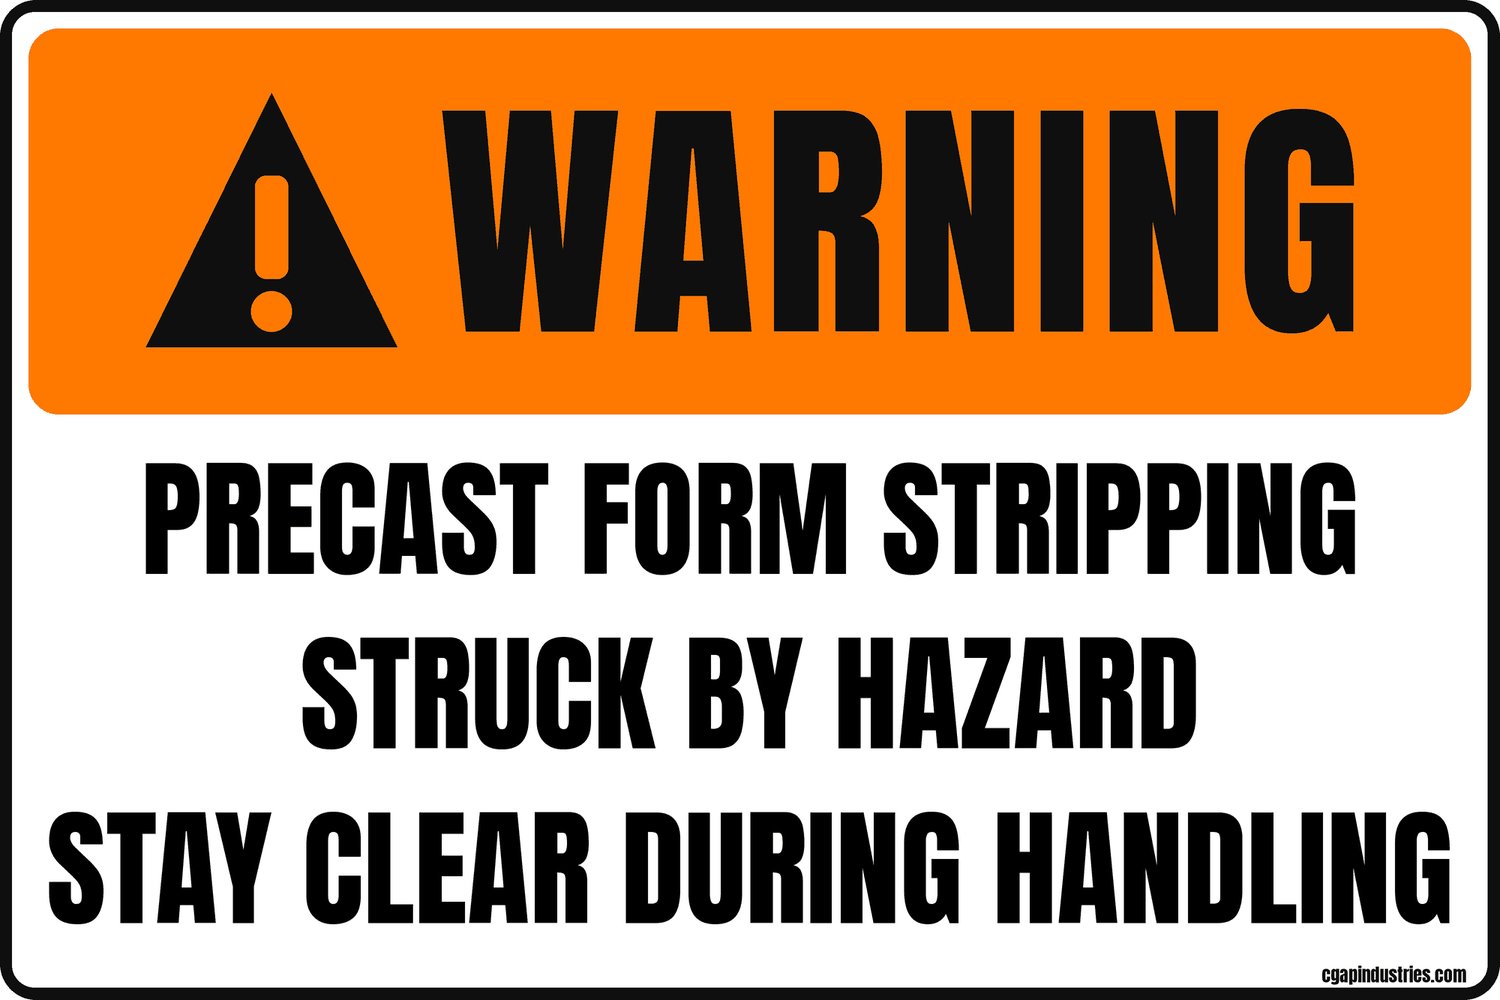 WARNING
PRECAST FORM STRIPPING
STRUCK BY HAZARD
STAY CLEAR DURING HANDLING
cgapindustries.com